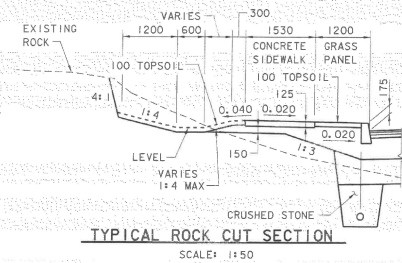 VARIES
300
EXISTING
ROCK
1200
600
1530
1200
CONCRETE
SIDEWALK
GRASS
PANEL
100 TOPSOIL
100 TOPSOIL
175
125
4:1
1:4
0.040
0.020
0.020
LEVEL
150
1:3
VARIES
1:4 MAX
CRUSHED STONE
TYPICAL ROCK CUT SECTION
SCALE: 1:50